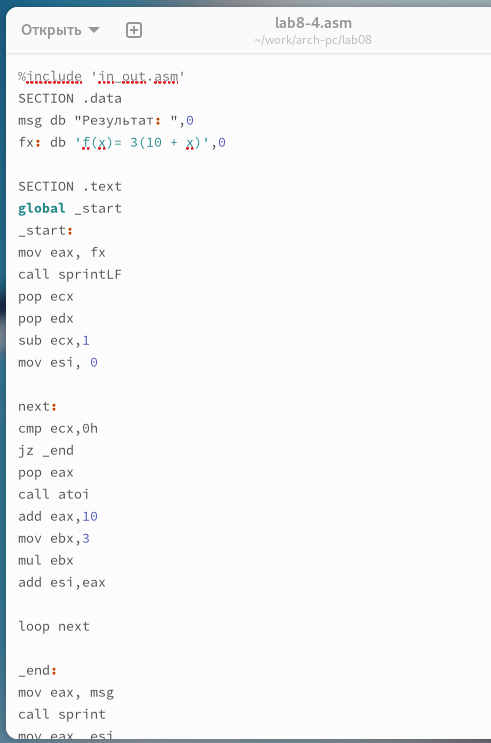 Открыть
lab8-4.asm
~/work/arch-pc/lab08
%include 'in_out.asm'
SECTION .data
msg db "Результат: ",0
fx: db 'f(x)= 3(10 + x)',0
SECTION .text
global _start
_start:
mov eax, fx
call sprintLF
pop ecx
pop edx
sub ecx,1
mov esi, 0
next:
cmp ecx,0h
jz _end
pop eax
call atoi
add eax,10
mov ebx,3
mul ebx
add esi,eax
loop next
_end:
mov eax, msg
call sprint
mov eax, esi